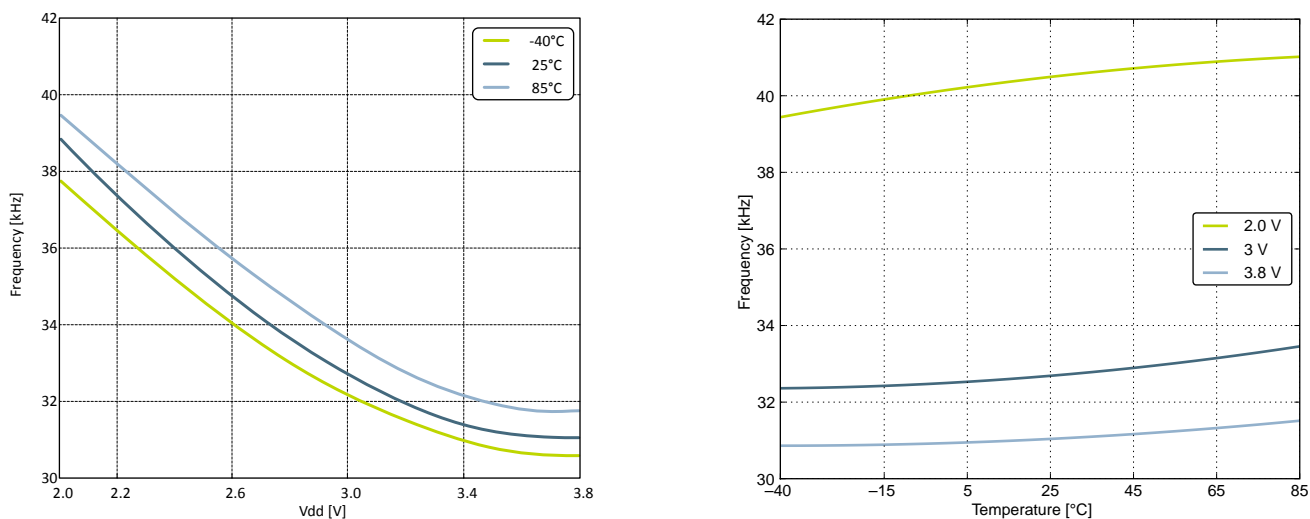 42
40
38
36
34
32
30
Frequency [kHz]
2.0 2.2 2.6 3.0 3.4 3.8
Vdd [V]
-40°C
25°C
85°C
42
40
38
36
34
32
30
Frequency [kHz]
–40 –15 5 25 45 65 85
Temperature [°C]
2.0 V
3 V
3.8 V